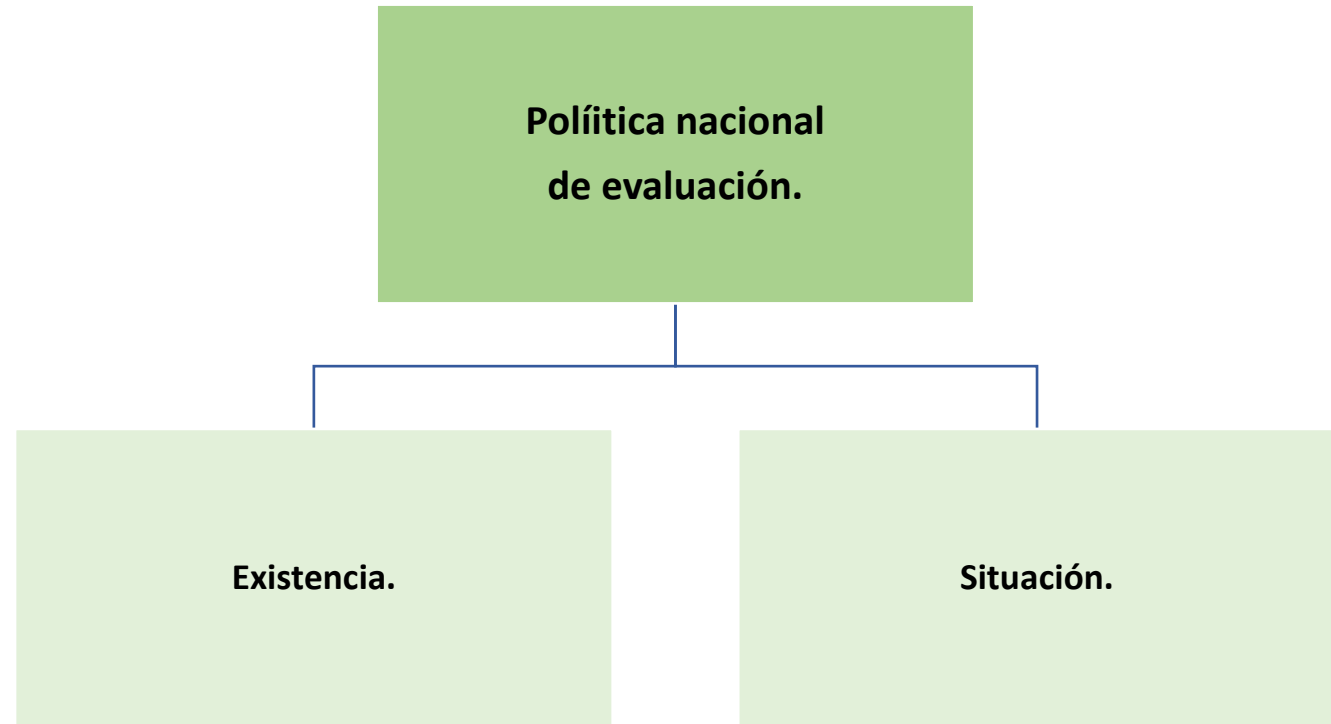 Políitica nacional
de evaluación.
Existencia.
Situación.